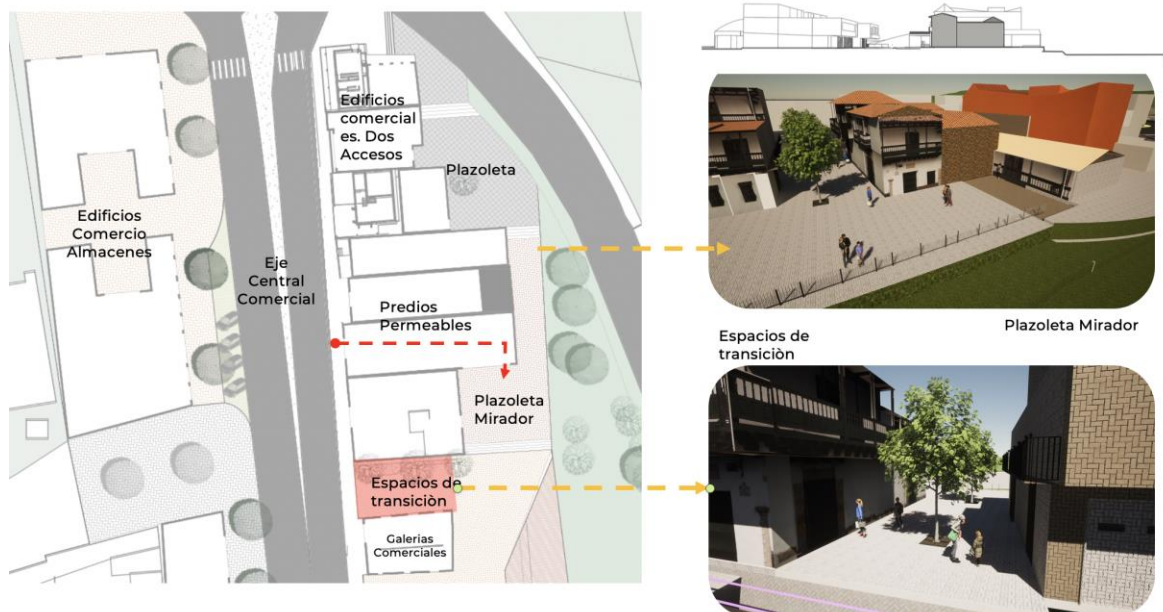 Edificios
comercial
es. Dos
Accesos
Plazoleta
Edificios
Comercio
Almacenes
Eje
Central
Comercial
Predios
Permeables
Plazoleta
Mirador
Espacios de
transiciòn
Galerias
Comerciales
Plazoleta Mirador
Espacios de
transiciòn